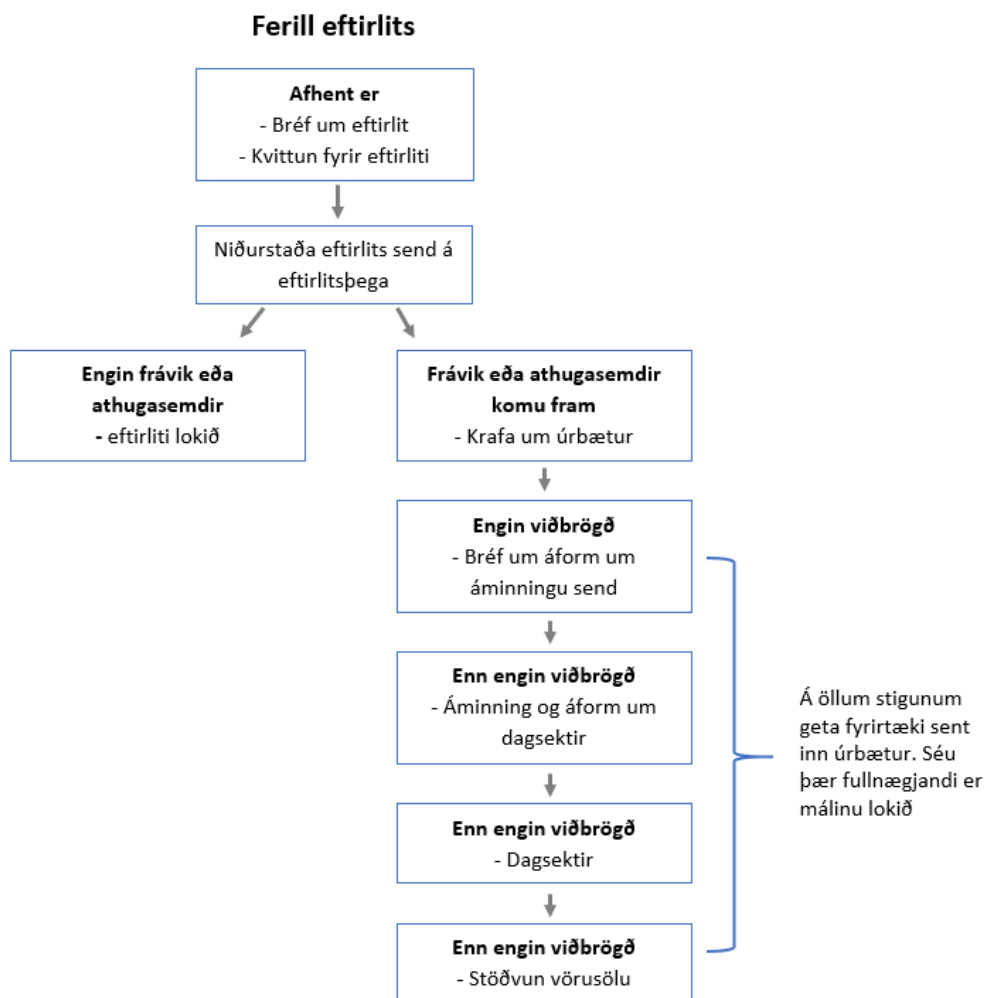 Ferill eftirlits
Afhent er
- Bréf um eftirlit
- Kvittun fyrir eftirliti
Niðurstaða eftirlits send á
eftirlitsþega
Engin frávik eða
athugasemdir
- eftirliti lokið
Frávik eða athugasemdir
komu fram
- Krafa um úrbætur
Engin viðbrögð
- Bréf um áform um
áminningu send
Enn engin viðbrögð
- Áminning og áform um
dagsektir
Enn engin viðbrögð
- Dagsektir
Enn engin viðbrögð
- Stöðvun vörusölu
Á öllum stigunum
geta fyrirtæki sent
inn úrbætur. Séu
þær fullnægjandi er
málinu lokið